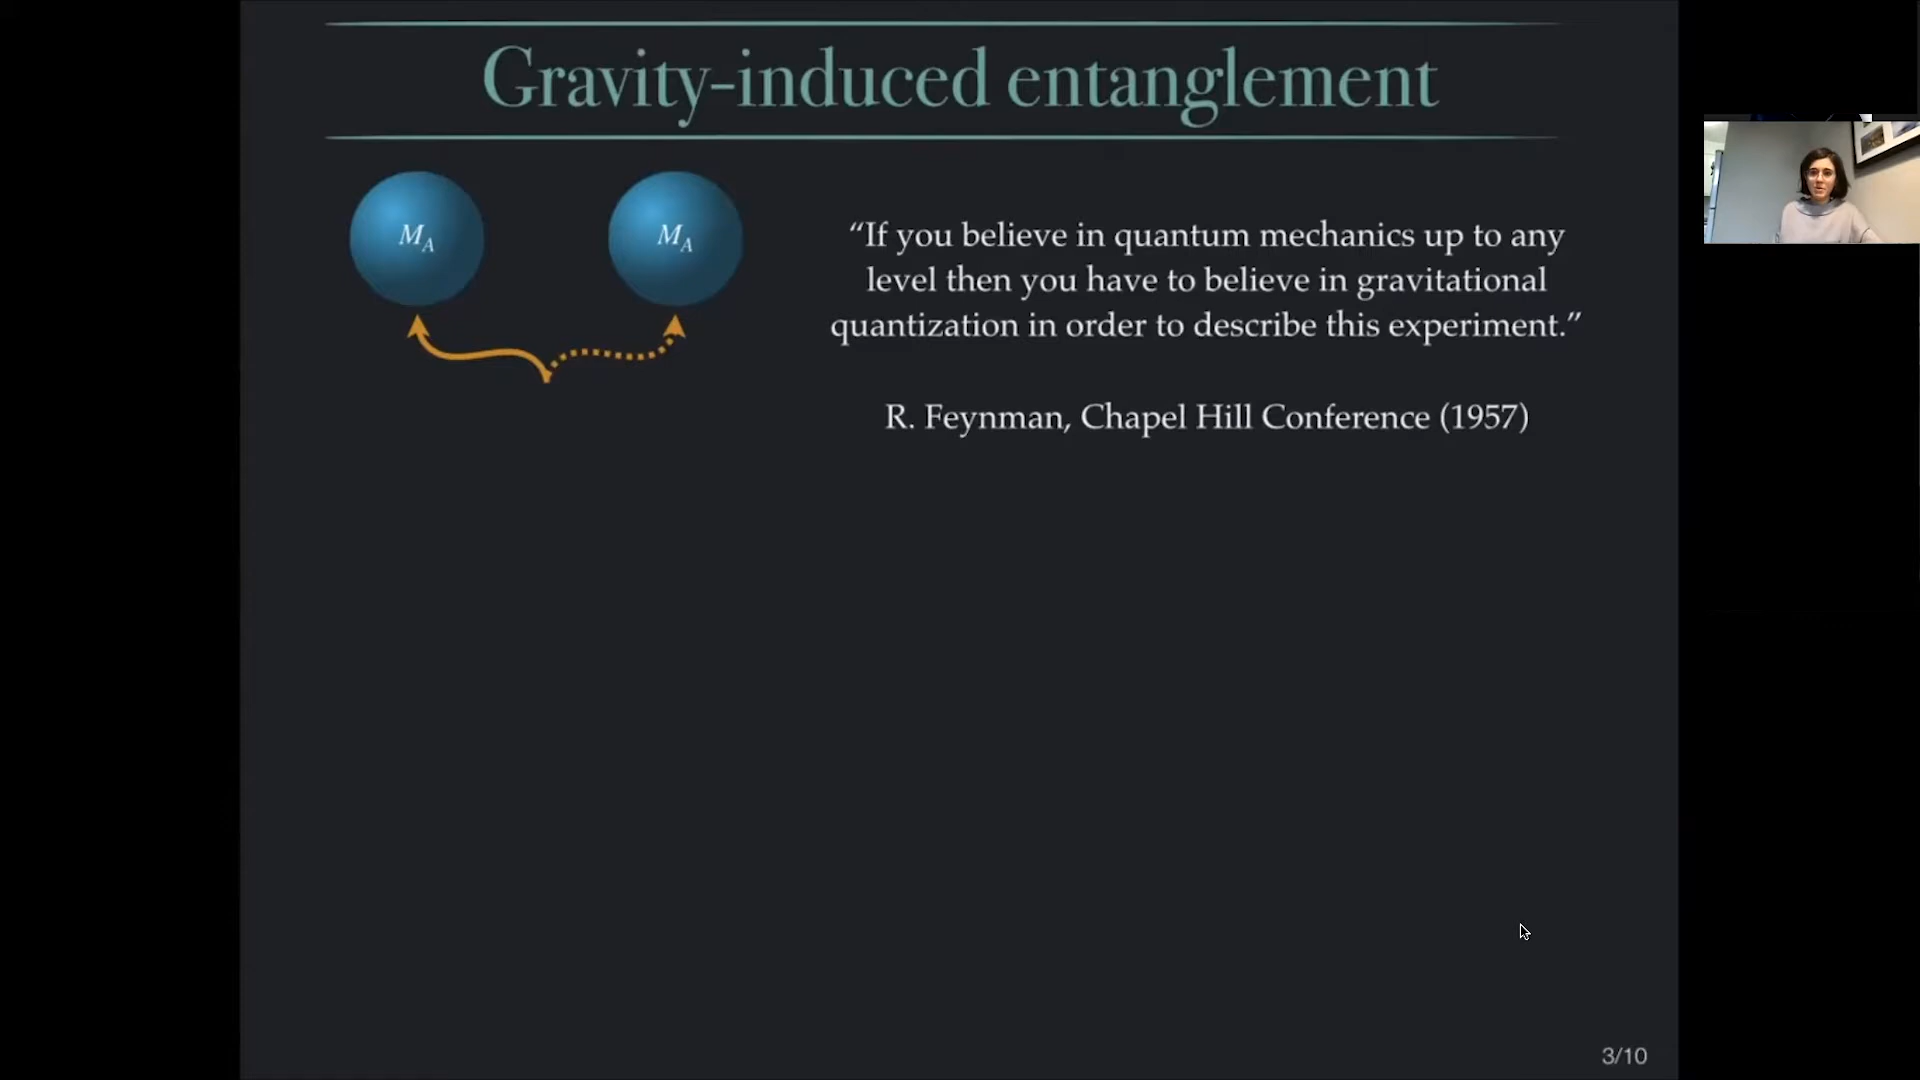 Gravity-induced entanglement
M_A M_A
“If you believe in quantum mechanics up to any
level then you have to believe in gravitational
quantization in order to describe this experiment.”
R. Feynman, Chapel Hill Conference (1957)
3/10